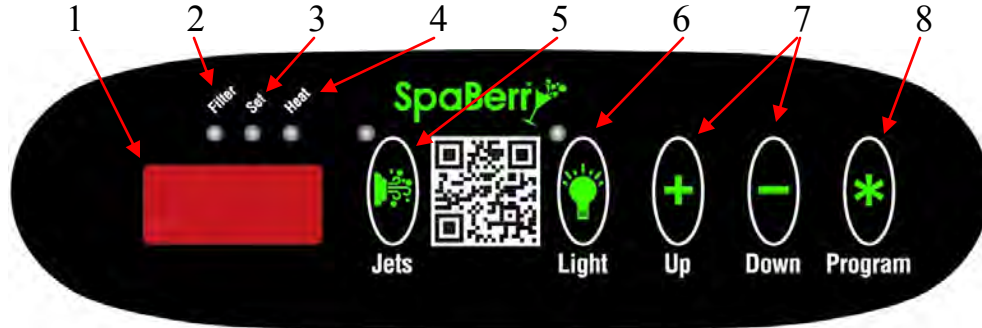 1 2 3 4 5 6 7 8
Filter Set Heat
SpaBerry
+ − *
Jets Light Up Down Program